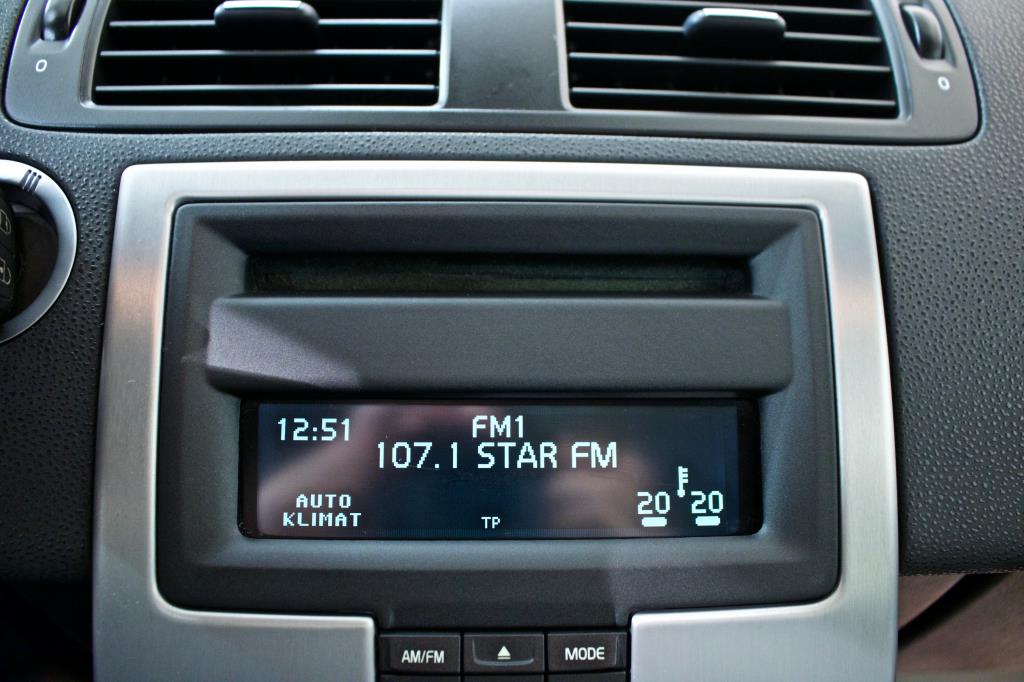 12:51
FM1
107.1 STAR FM
AUTO
KLIMAT
TP
20 20
AM/FM
MODE